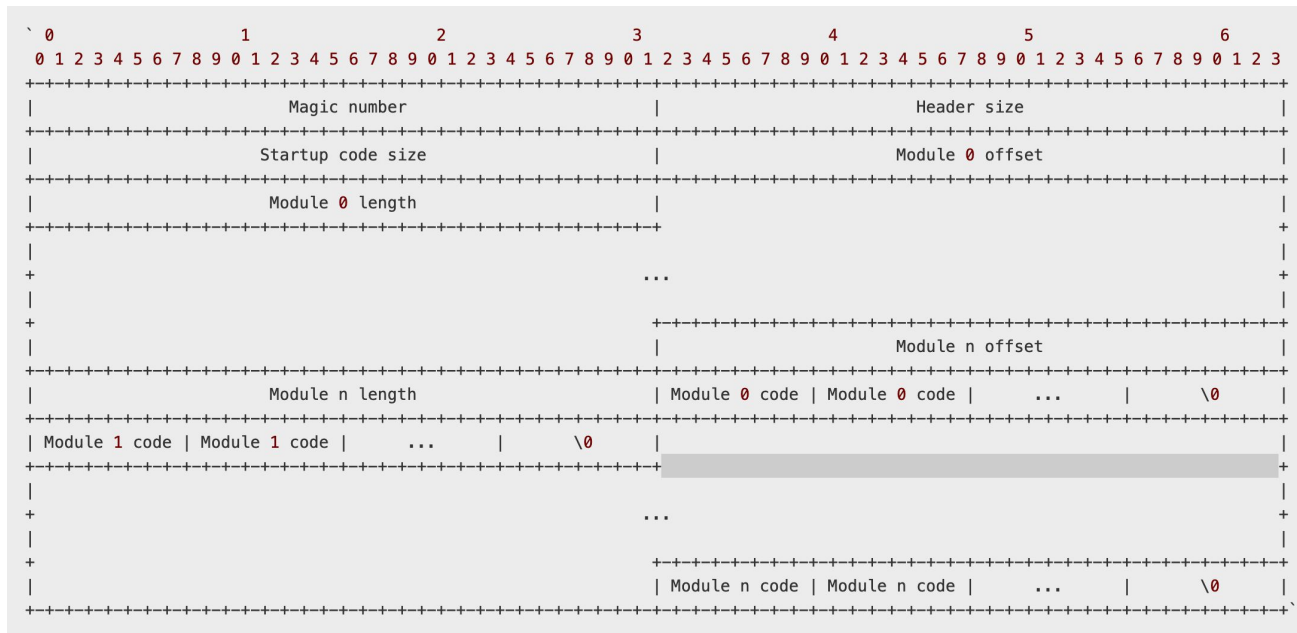 ` 0                   1                   2                   3                   4                   5                   6
 0 1 2 3 4 5 6 7 8 9 0 1 2 3 4 5 6 7 8 9 0 1 2 3 4 5 6 7 8 9 0 1 2 3 4 5 6 7 8 9 0 1 2 3 4 5 6 7 8 9 0 1 2 3 4 5 6 7 8 9 0 1 2 3
+-+-+-+-+-+-+-+-+-+-+-+-+-+-+-+-+-+-+-+-+-+-+-+-+-+-+-+-+-+-+-+-+-+-+-+-+-+-+-+-+-+-+-+-+-+-+-+-+-+-+-+-+-+-+-+-+-+-+-+-+-+-+-+-+
|                          Magic number                         |                          Header size                          |
+-+-+-+-+-+-+-+-+-+-+-+-+-+-+-+-+-+-+-+-+-+-+-+-+-+-+-+-+-+-+-+-+-+-+-+-+-+-+-+-+-+-+-+-+-+-+-+-+-+-+-+-+-+-+-+-+-+-+-+-+-+-+-+-+
|                       Startup code size                       |                        Module 0 offset                        |
+-+-+-+-+-+-+-+-+-+-+-+-+-+-+-+-+-+-+-+-+-+-+-+-+-+-+-+-+-+-+-+-+-+-+-+-+-+-+-+-+-+-+-+-+-+-+-+-+-+-+-+-+-+-+-+-+-+-+-+-+-+-+-+-+
|                        Module 0 length                        |                                                               |
+-+-+-+-+-+-+-+-+-+-+-+-+-+-+-+-+-+-+-+-+-+-+-+-+-+-+-+-+-+-+-+-+                                                               +
|                                                                                                                               |
+                                                              ...                                                              +
|                                                                                                                               |
+                                                               +-+-+-+-+-+-+-+-+-+-+-+-+-+-+-+-+-+-+-+-+-+-+-+-+-+-+-+-+-+-+-+-+
|                                                               |                        Module n offset                        |
+-+-+-+-+-+-+-+-+-+-+-+-+-+-+-+-+-+-+-+-+-+-+-+-+-+-+-+-+-+-+-+-+-+-+-+-+-+-+-+-+-+-+-+-+-+-+-+-+-+-+-+-+-+-+-+-+-+-+-+-+-+-+-+-+
|                        Module n length                        | Module 0 code | Module 0 code |      ...      |       \0      |
+-+-+-+-+-+-+-+-+-+-+-+-+-+-+-+-+-+-+-+-+-+-+-+-+-+-+-+-+-+-+-+-+-+-+-+-+-+-+-+-+-+-+-+-+-+-+-+-+-+-+-+-+-+-+-+-+-+-+-+-+-+-+-+-+
| Module 1 code | Module 1 code |      ...      |       \0      |                                                               |
+-+-+-+-+-+-+-+-+-+-+-+-+-+-+-+-+-+-+-+-+-+-+-+-+-+-+-+-+-+-+-+-+                                                               +
|                                                                                                                               |
+                                                              ...                                                              +
|                                                                                                                               |
+                                                               +-+-+-+-+-+-+-+-+-+-+-+-+-+-+-+-+-+-+-+-+-+-+-+-+-+-+-+-+-+-+-+-+
|                                                               | Module n code | Module n code |      ...      |       \0      |
+-+-+-+-+-+-+-+-+-+-+-+-+-+-+-+-+-+-+-+-+-+-+-+-+-+-+-+-+-+-+-+-+-+-+-+-+-+-+-+-+-+-+-+-+-+-+-+-+-+-+-+-+-+-+-+-+-+-+-+-+-+-+-+-+`